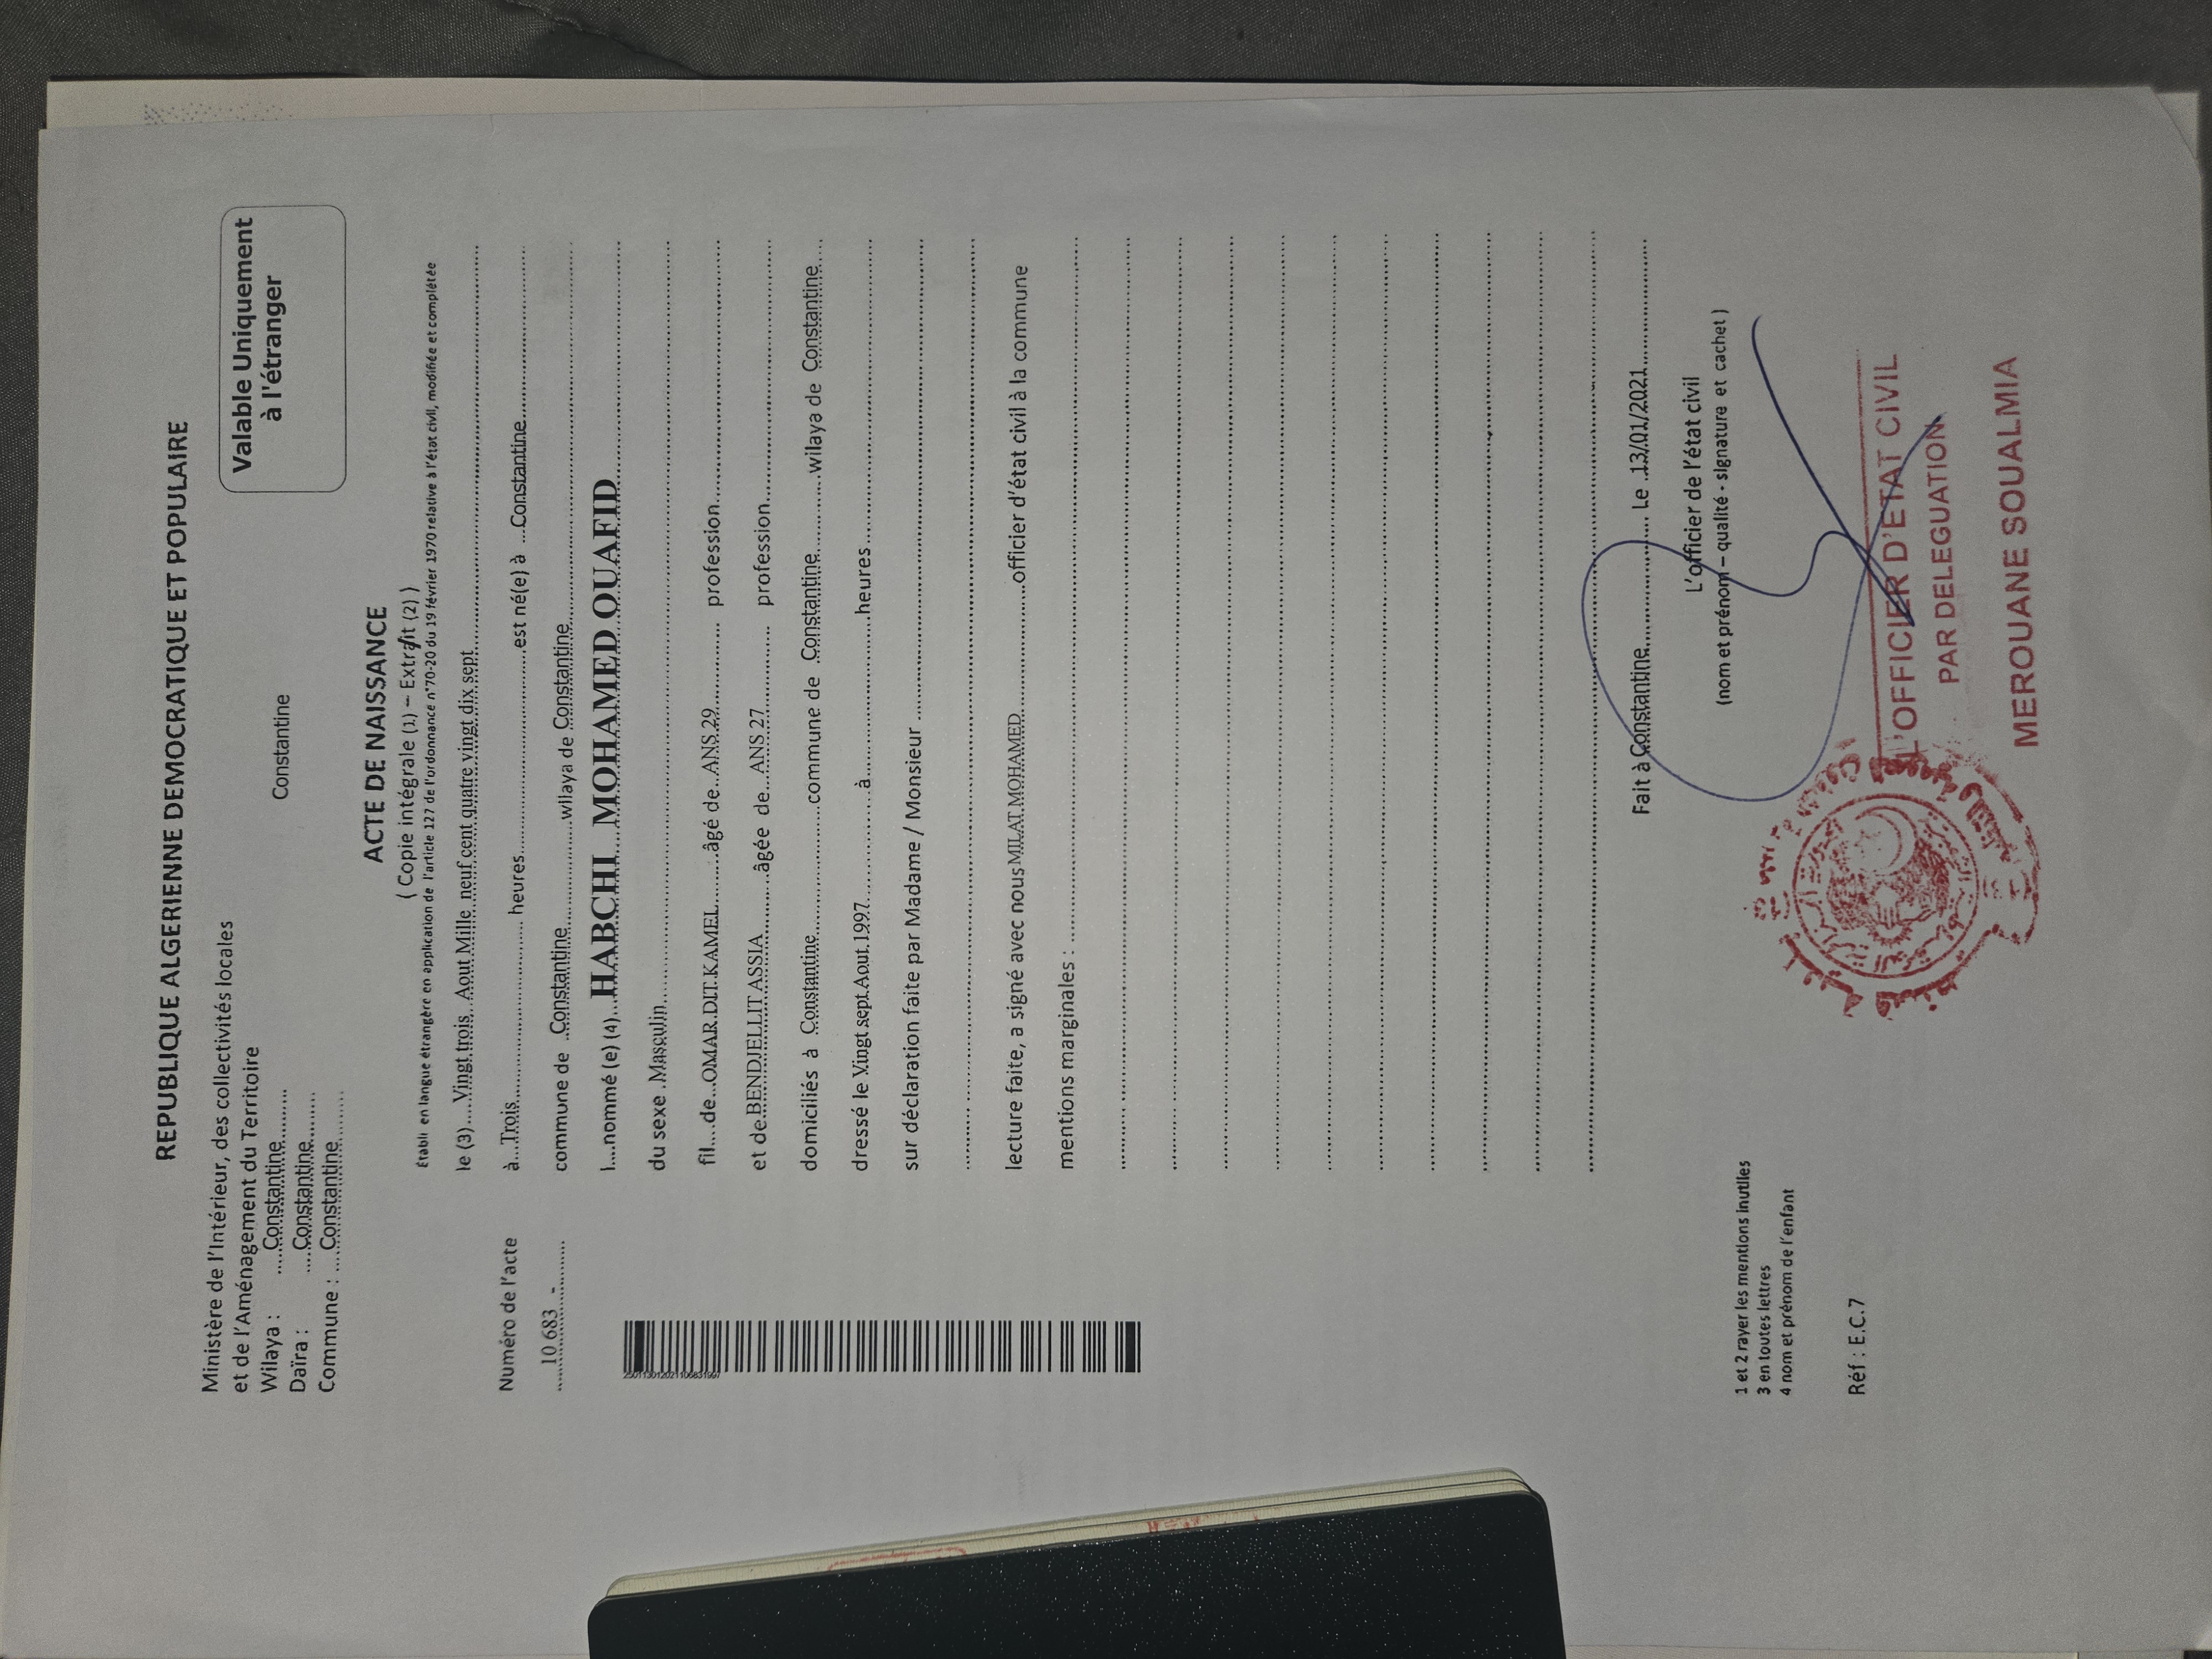 REPUBLIQUE ALGERIENNE DEMOCRATIQUE ET POPULAIRE
Ministère de l'Intérieur, des collectivités locales
et de l'Aménagement du Territoire
Wilaya : ....Constantine.........
Daïra : ....Constantine.........
Commune : ....Constantine.........
Constantine
Valable Uniquement
à l'étranger
ACTE DE NAISSANCE
( Copie intégrale (1) – Extrait (2) )
Établi en langue étrangère en application de l'article 127 de l'ordonnance n°70-20 du 19 février 1970 relative à l'état civil, modifiée et complétée
le (3)....Vingt trois Aout Mille neuf cent quatre vingt dix sept
Numéro de l'acte
10 683 -
à...Trois.......... heures..........est né(e) à ...Constantine...
commune de ..Constantine..........wilaya de Constantine...
l....nommé (e) (4)...HABCHI MOHAMED OUAFID
du sexe .Masculin...
fil....de...OMAR DIT KAMEL........âgé de...ANS 29.......... profession...
et de BENDJELLIT ASSIA.........âgée de...ANS 27.......... profession...
domiciliés à Constantine..........commune de Constantine..........wilaya de Constantine....
dressé le Vingt sept Aout 1997..........à..........heures...
sur déclaration faite par Madame / Monsieur ...
lecture faite, a signé avec nous MILAT MOHAMED..........officier d'état civil à la commune
mentions marginales : ...
Fait à Constantine.......... Le .13/01/2021...
L'officier de l'état civil
(nom et prénom – qualité - signature et cachet )
1 et 2 rayer les mentions inutiles
3 en toutes lettres
4 nom et prénom de l'enfant
Réf : E.C.7
L'OFFICIER D'ETAT CIVIL
PAR DELEGUATION
MEROUANE SOUALMIA